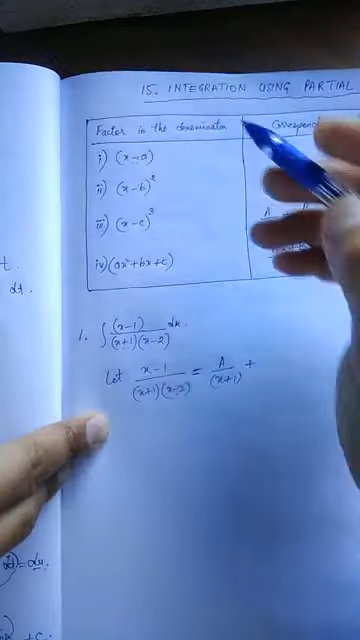 15. INTEGRATION USING PARTIAL
Factor in the denominator
i) (x-a)
ii) (x-b)²
iii) (x-c)³
iv) (ax²+bx+c)
1. ∫ (x-1)/(x+1)(x-2) dx.
Let x-1/(x+1)(x-2) = A/(x+1) +